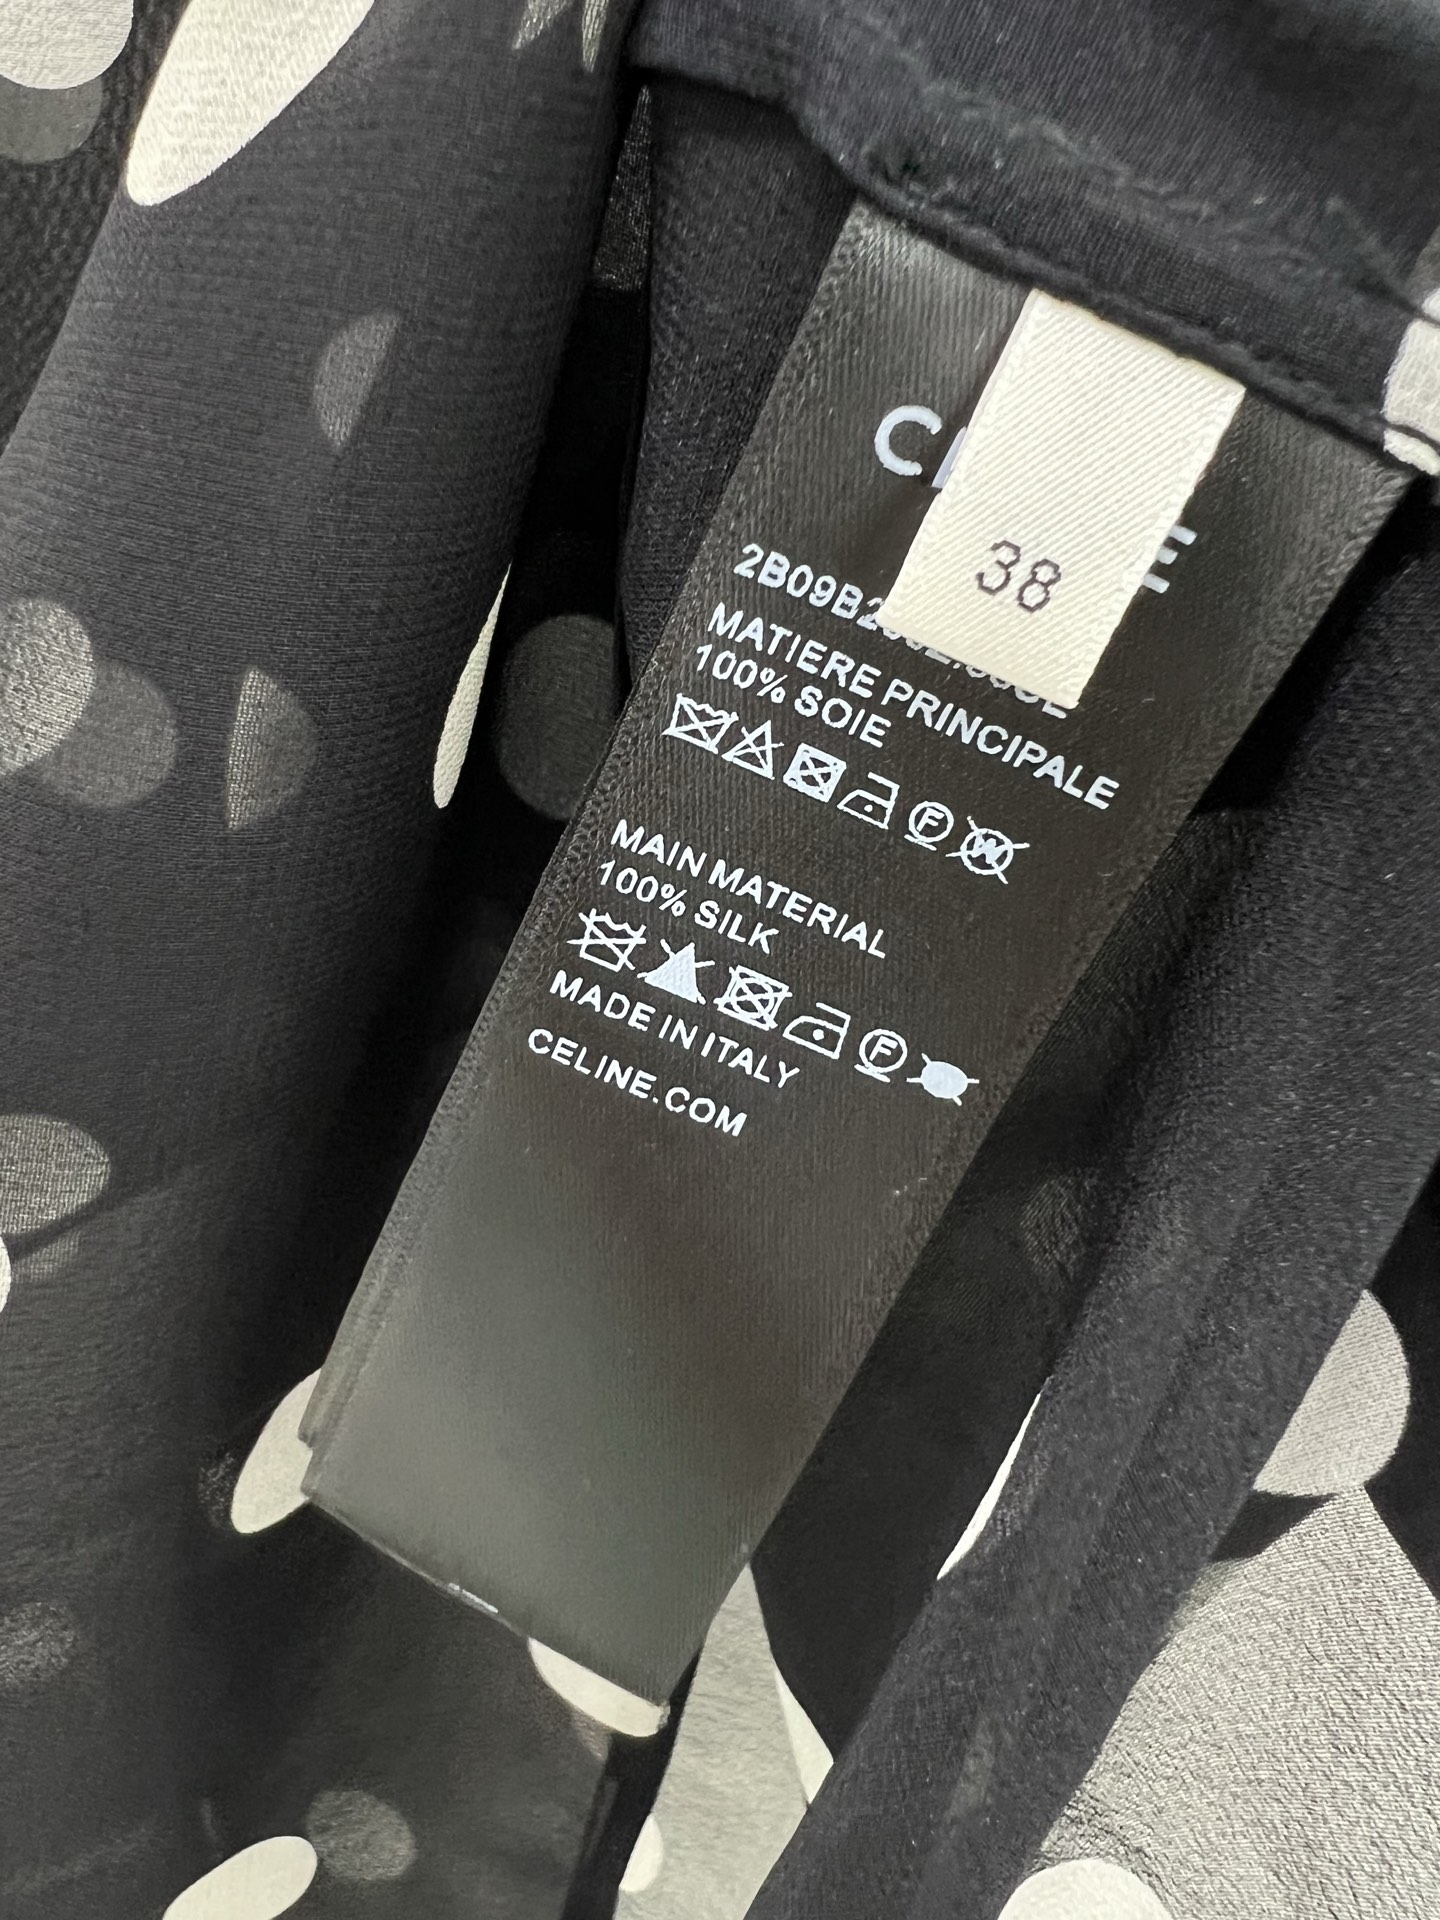 38
MATIERE PRINCIPALE
100% SOIE
F
W
MAIN MATERIAL
100% SILK
F
MADE IN ITALY
CELINE.COM